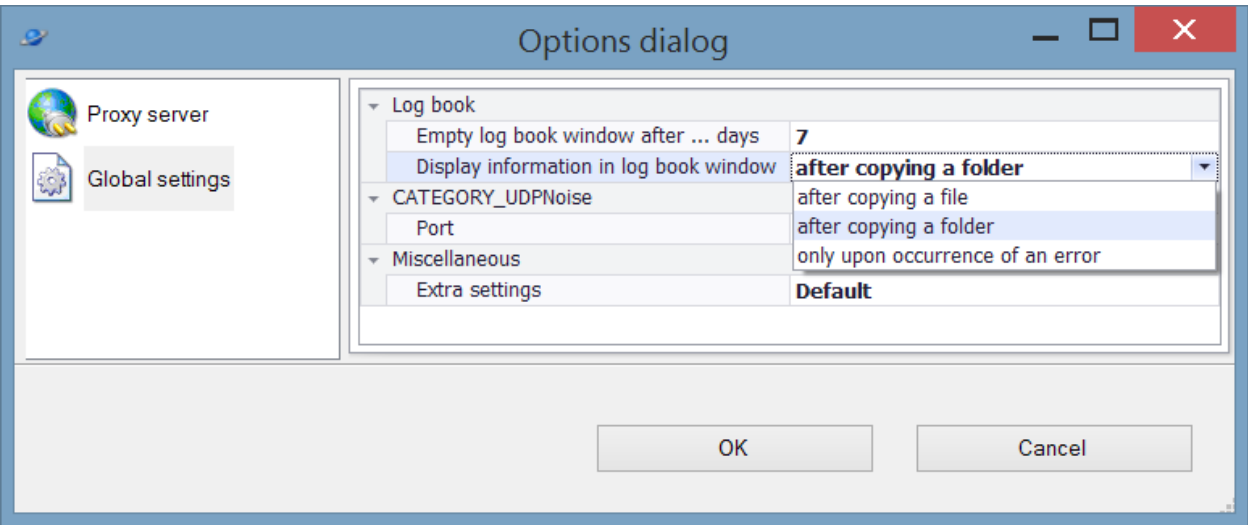 Options dialog
Proxy server
Global settings
Log book
Empty log book window after ... days 7
Display information in log book window after copying a folder
after copying a file
after copying a folder
only upon occurrence of an error
CATEGORY_UDPNoise
Port
Miscellaneous
Extra settings Default
OK Cancel